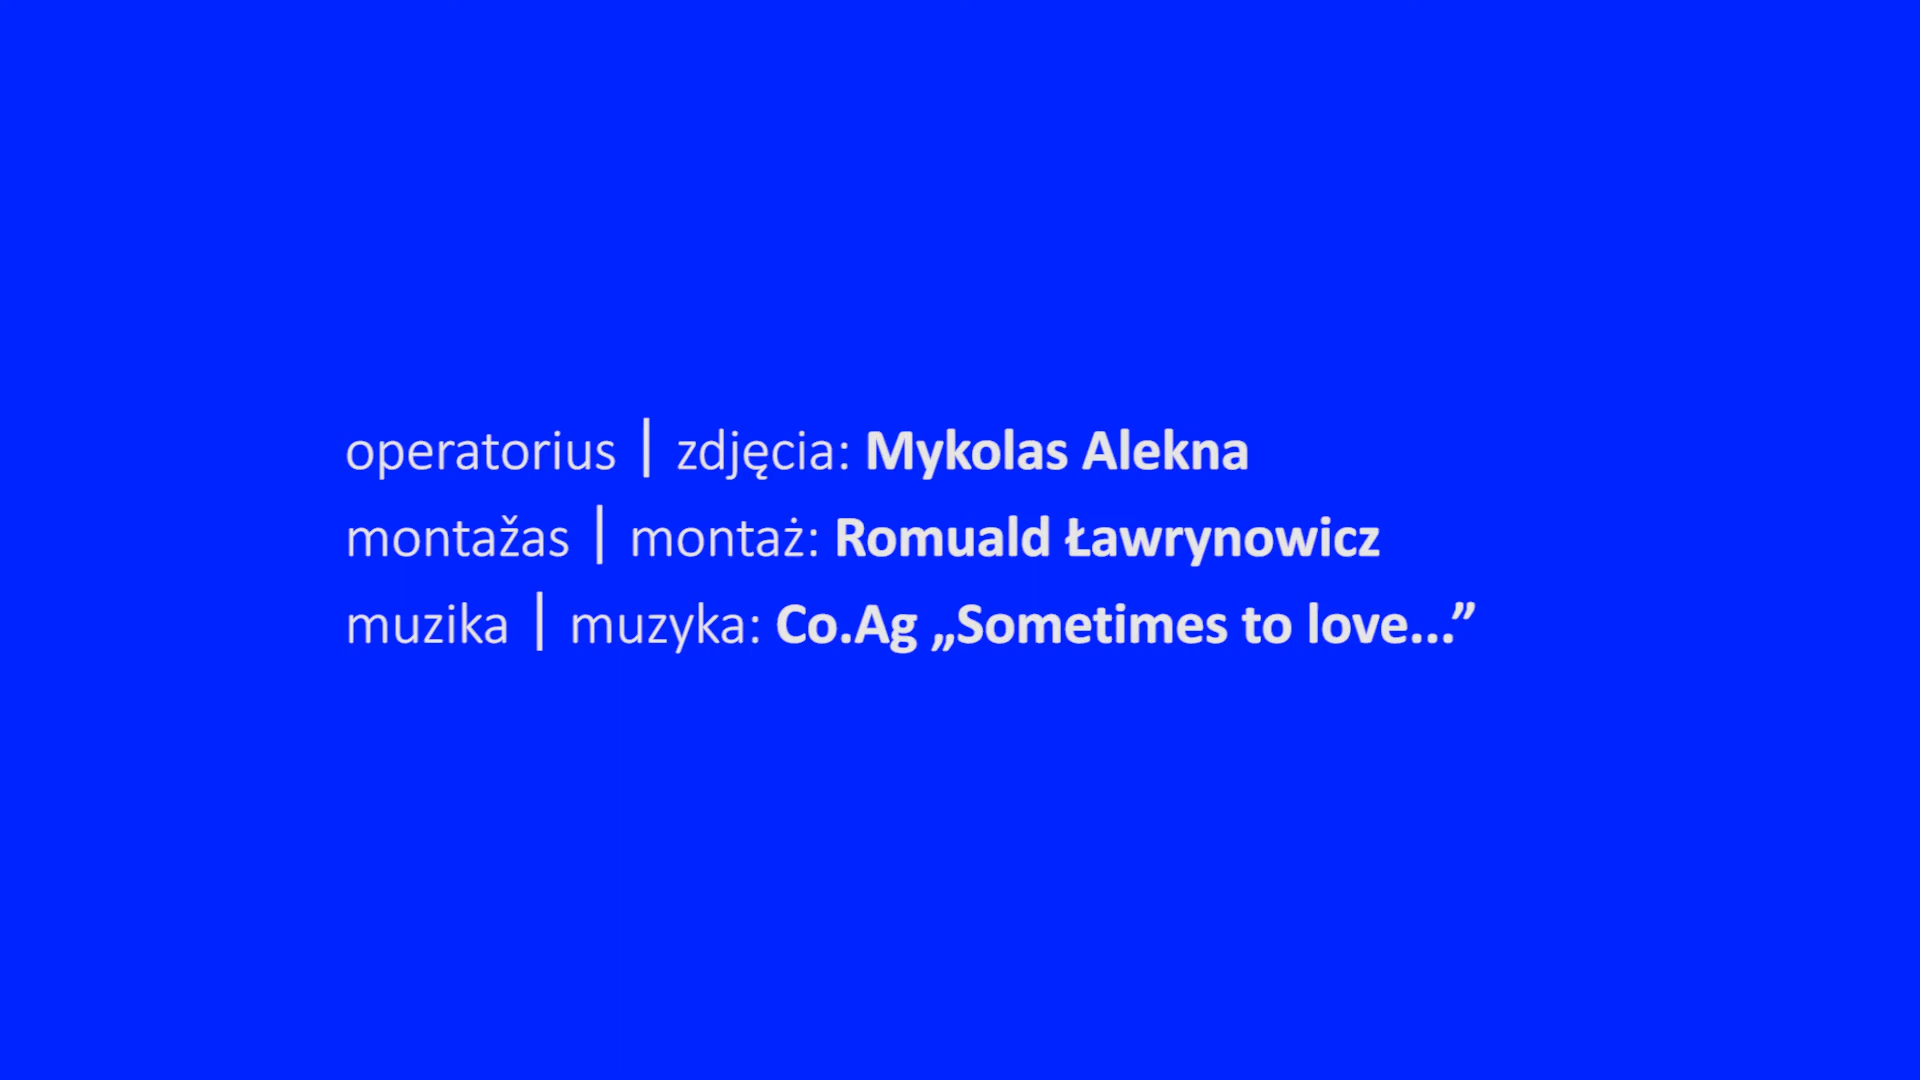 operatorius | zdjęcia: Mykolas Alekna
montažas | montaż: Romuald Ławrynowicz
muzika | muzyka: Co.Ag „Sometimes to love...”